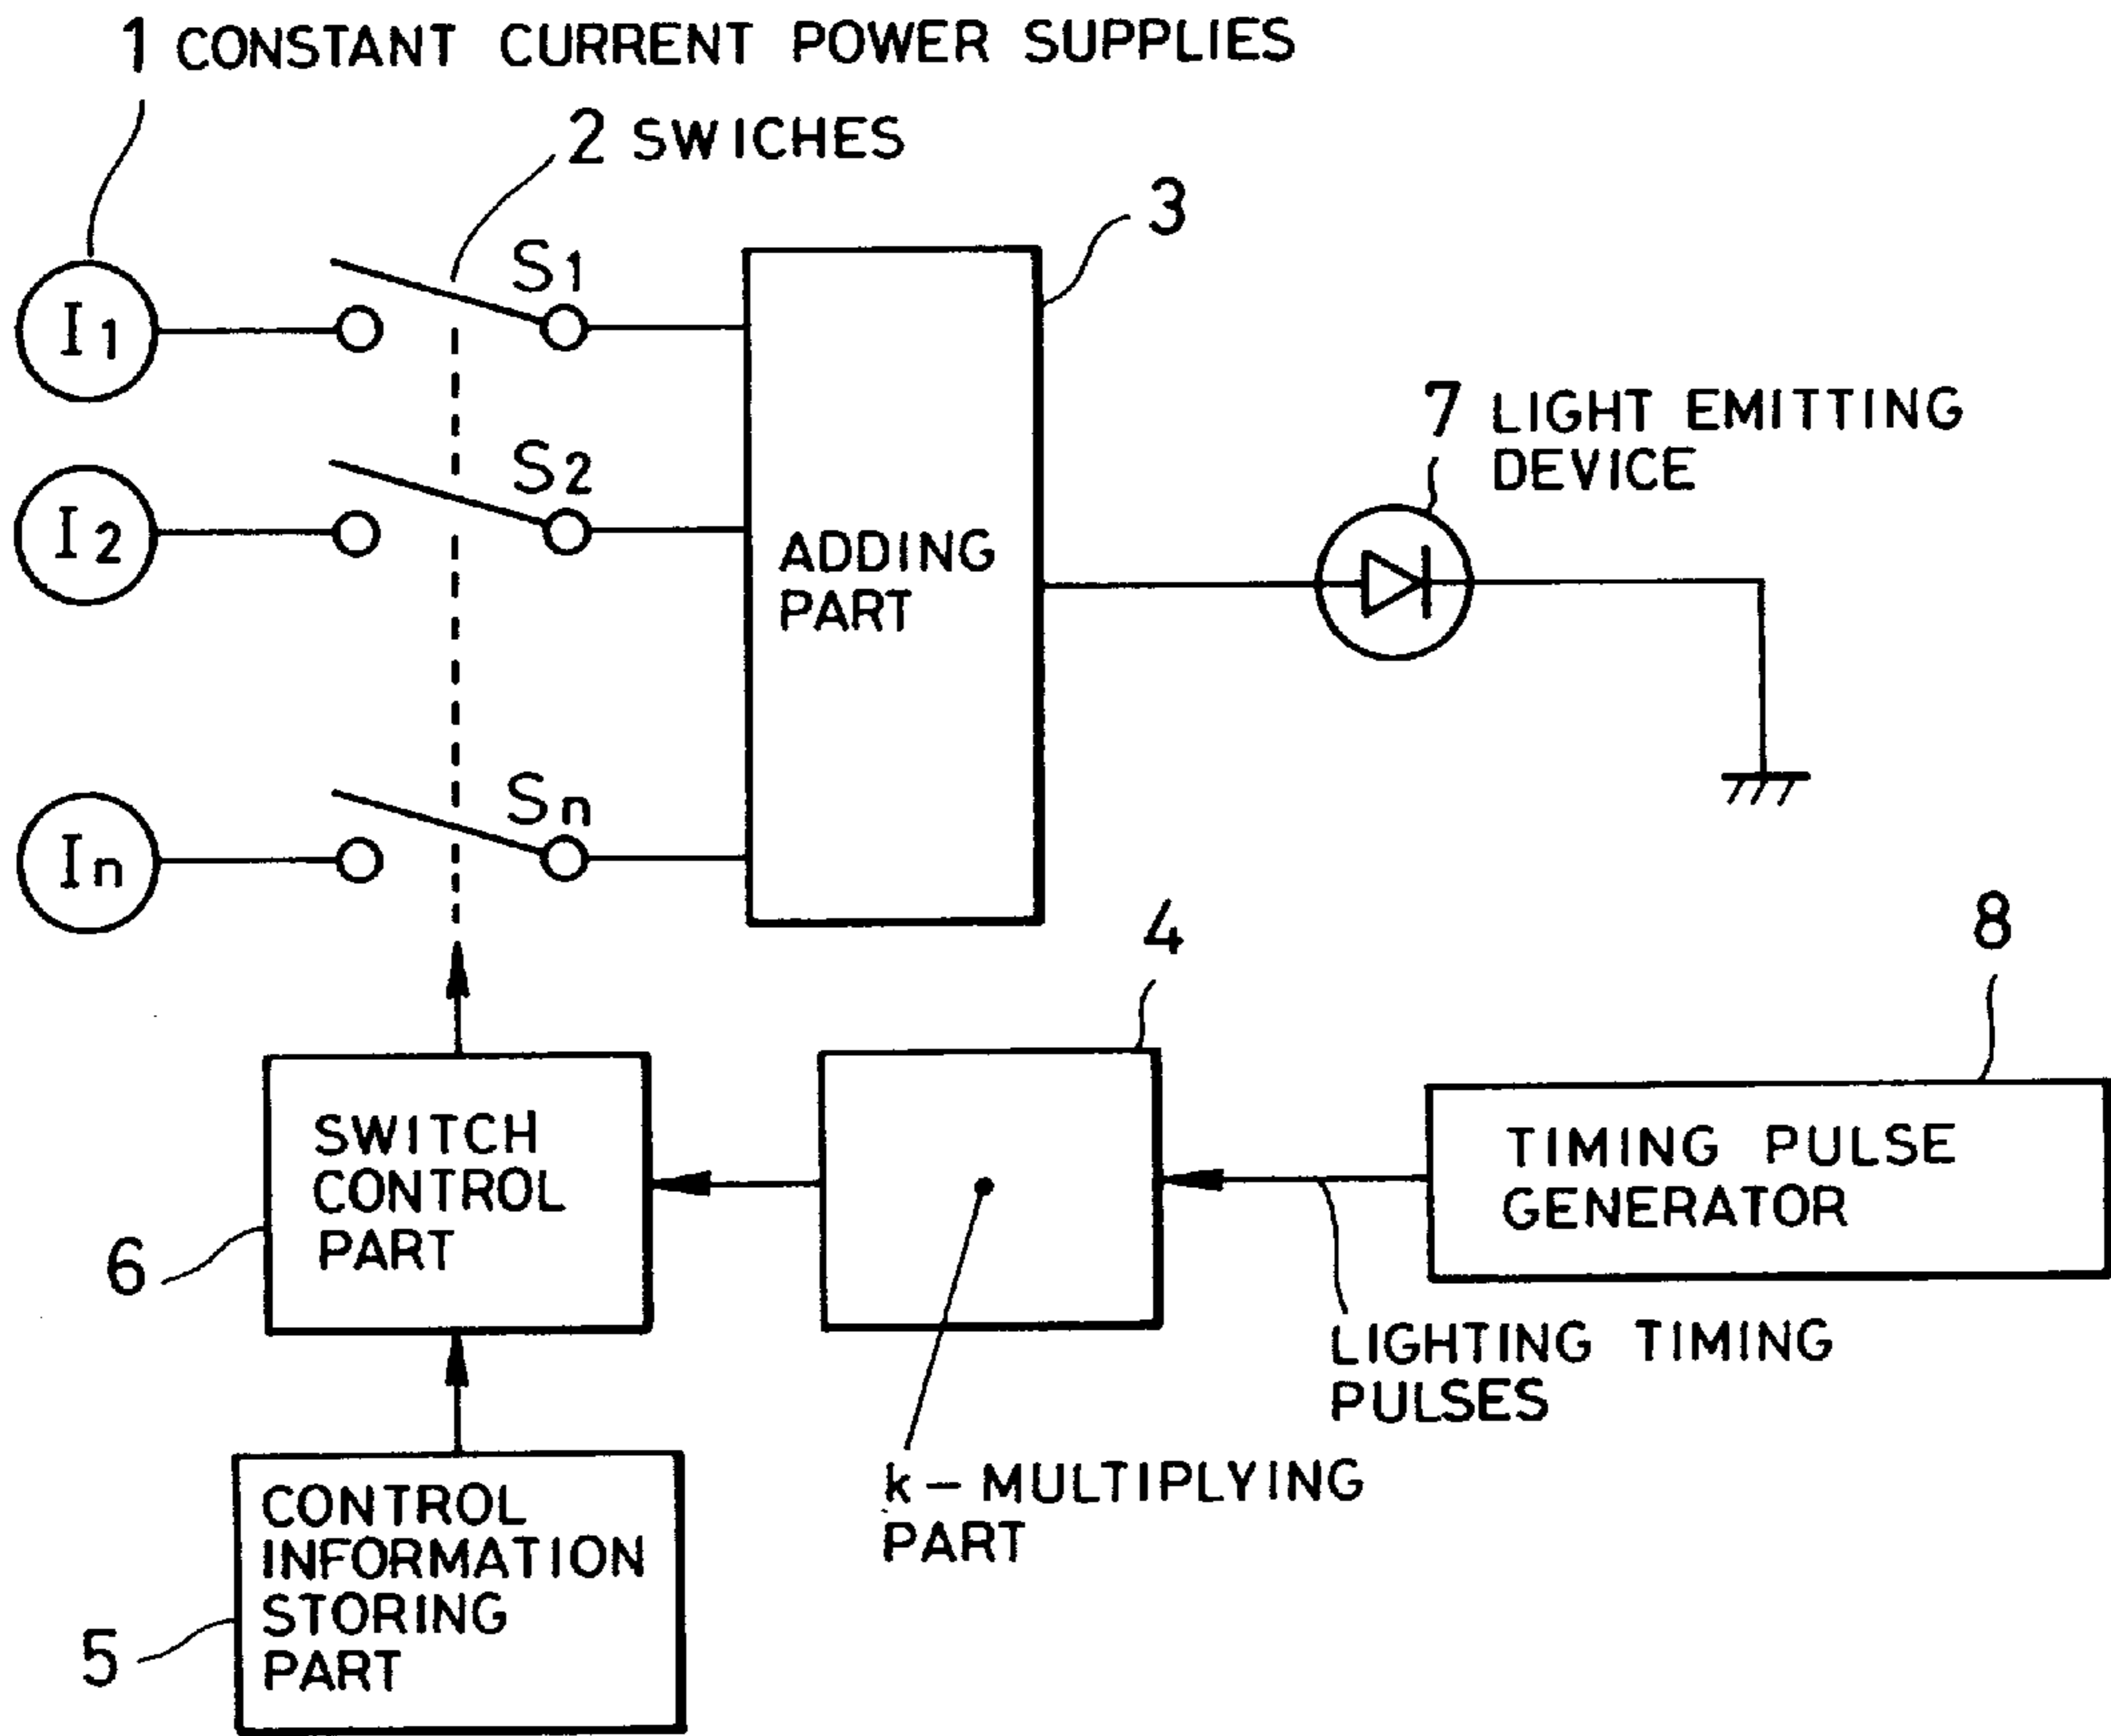 1 CONSTANT CURRENT POWER SUPPLIES
2 SWICHES
3
S1
I1
7 LIGHT EMITTING
DEVICE
S2
I2
ADDING
PART
Sn
In
4
8
SWITCH
CONTROL
PART
TIMING PULSE
GENERATOR
6
LIGHTING TIMING
PULSES
k-MULTIPLYING
PART
CONTROL
INFORMATION
STORING
PART
5